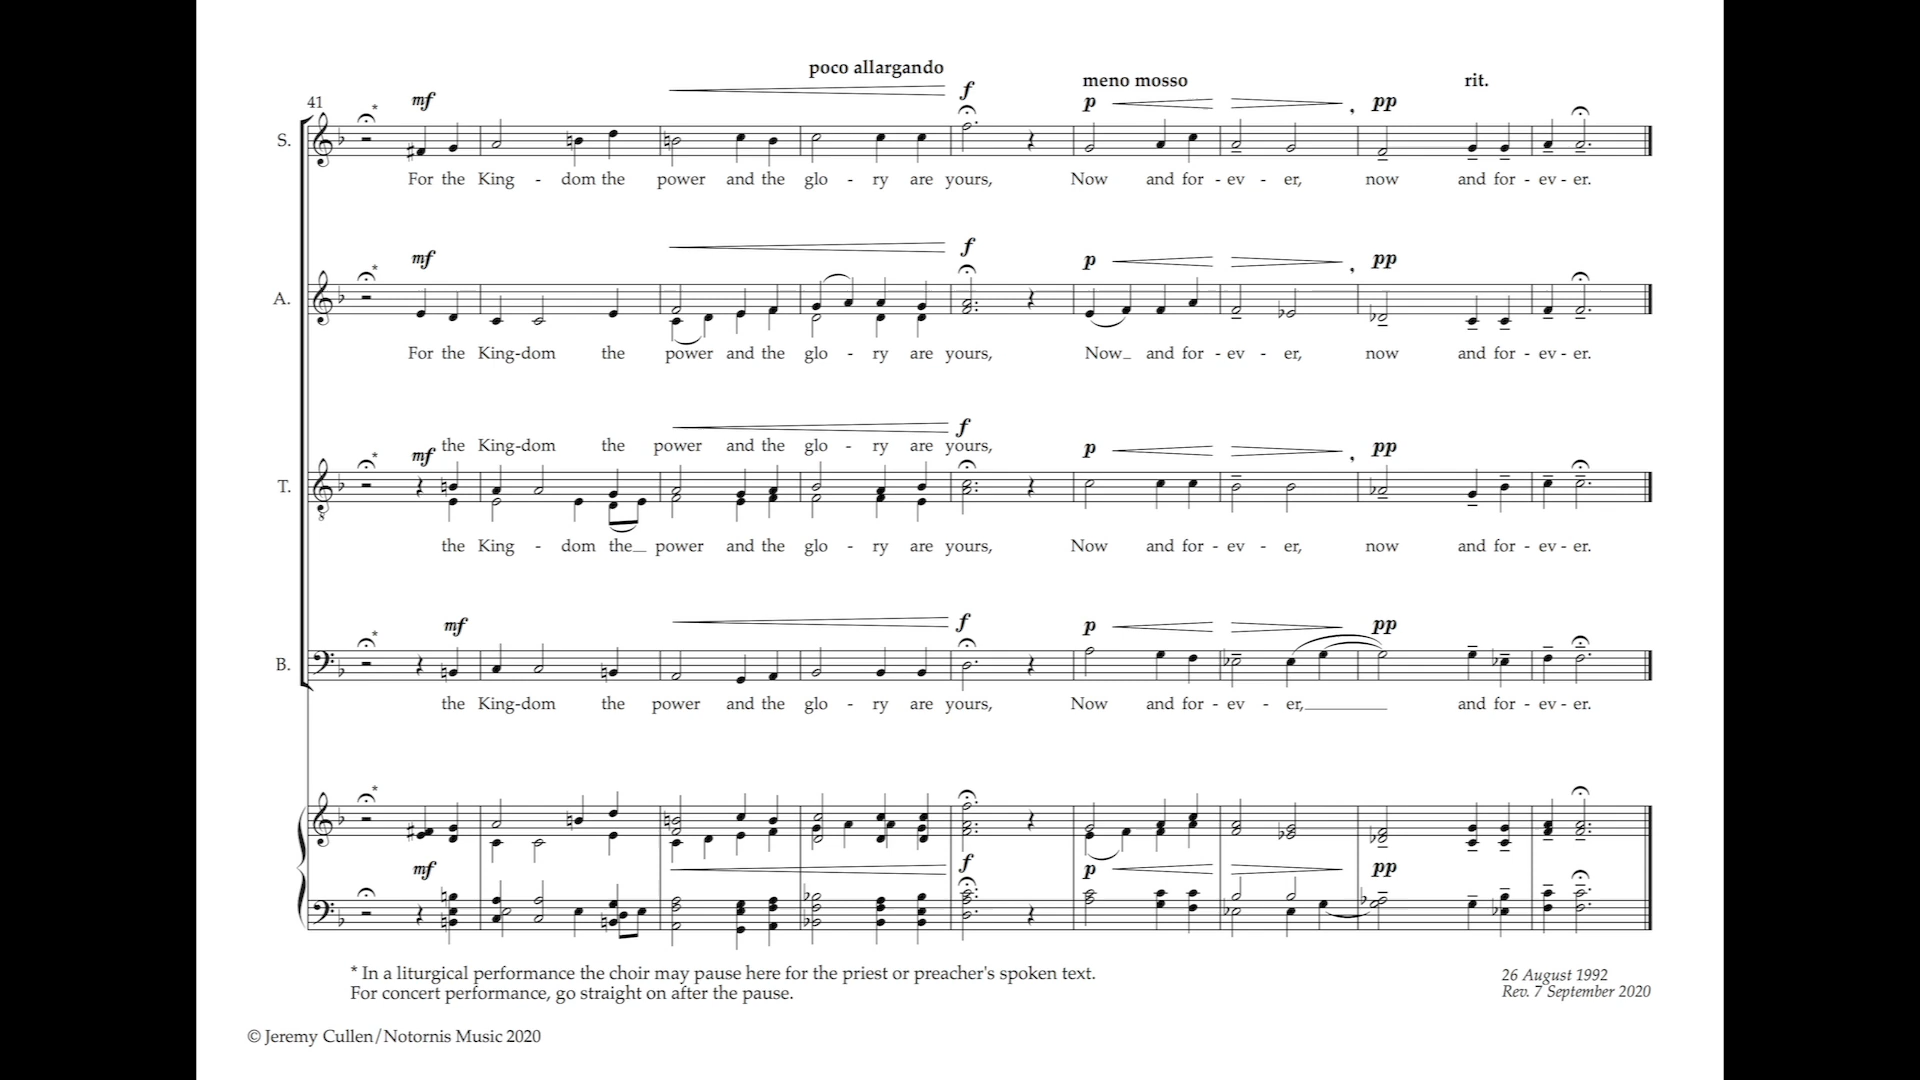 poco allargando
meno mosso
rit.
41
* mf f p , pp
S.
For the King - dom the power and the glo - ry are yours, Now and for - ev - er, now and for - ev - er.
* mf f p , pp
A.
For the King-dom the power and the glo - ry are yours, Now_ and for - ev - er, now and for - ev - er.
f
the King-dom the power and the glo - ry are yours,
* mf p , pp
T.
8
the King - dom the_ power and the glo - ry are yours, Now and for - ev - er, now and for - ev - er.
* mf f p pp
B.
the King-dom the power and the glo - ry are yours, Now and for - ev - er,_ and for - ev - er.
*
mf f p pp
* In a liturgical performance the choir may pause here for the priest or preacher's spoken text.
For concert performance, go straight on after the pause.
26 August 1992
Rev. 7 September 2020
© Jeremy Cullen/Notornis Music 2020